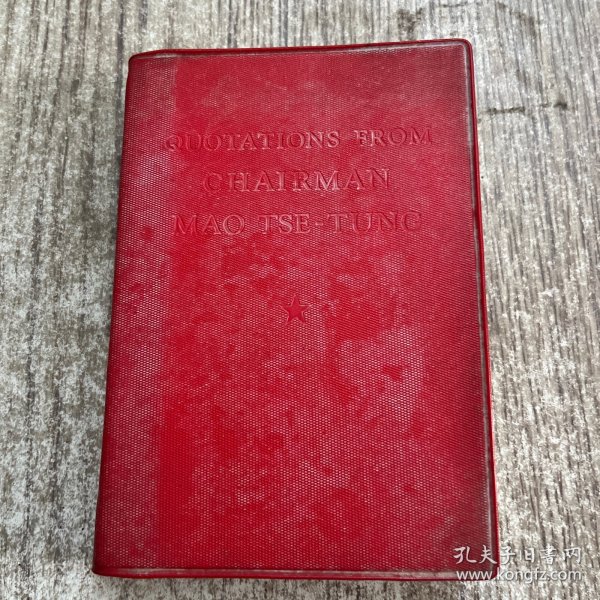 QUOTATIONS FROM
CHAIRMAN
MAO TSE-TUNG
孔夫子旧书网
www.kongfz.com